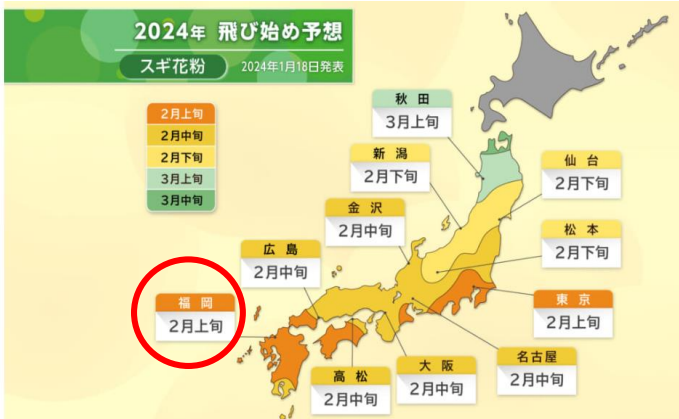 2024年 飛び始め予想
スギ花粉 2024年1月18日発表
2月上旬
2月中旬
2月下旬
3月上旬
3月中旬
秋田
3月上旬
新潟
2月下旬
仙台
2月下旬
金沢
2月中旬
松本
2月下旬
広島
2月中旬
福岡
2月上旬
東京
2月上旬
名古屋
2月中旬
大阪
2月中旬
高松
2月中旬